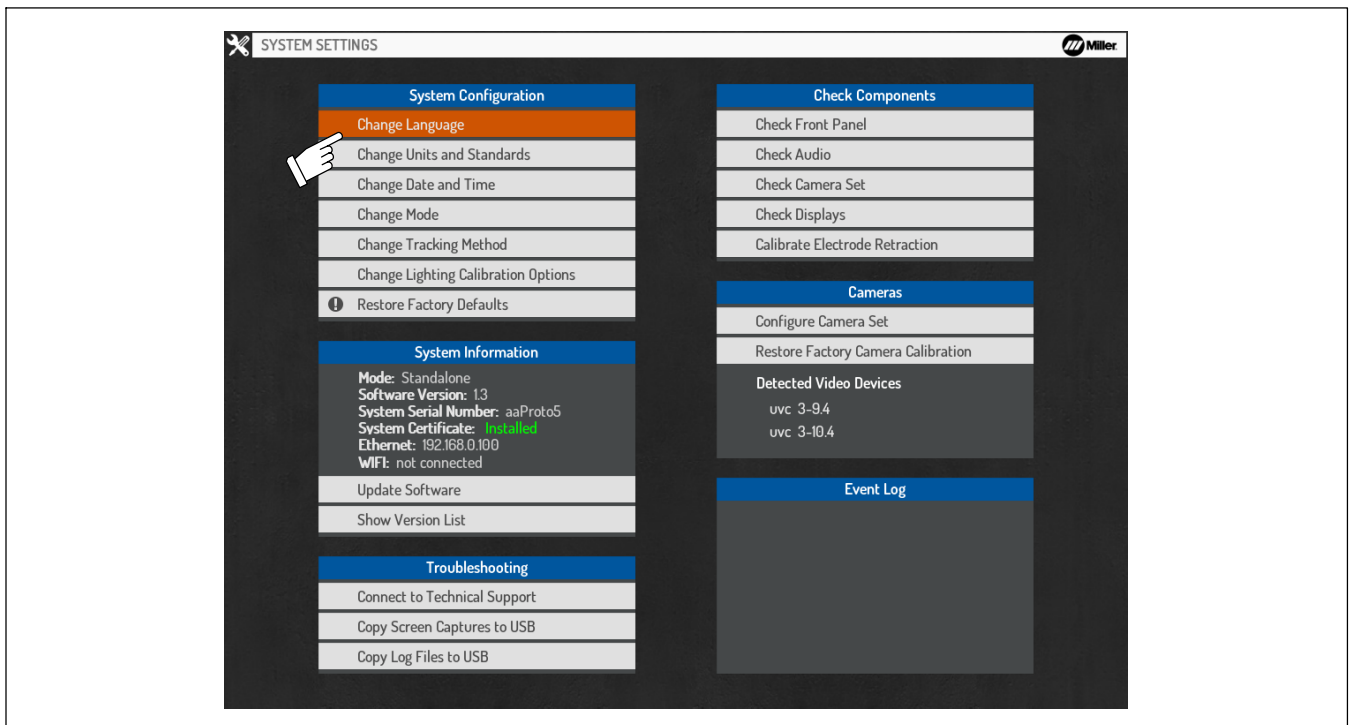 SYSTEM SETTINGS
Miller
System Configuration
Change Language
Change Units and Standards
Change Date and Time
Change Mode
Change Tracking Method
Change Lighting Calibration Options
Restore Factory Defaults
System Information
Mode: Standalone
Software Version: 1.3
System Serial Number: aaProto5
System Certificate: Installed
Ethernet: 192.168.0.100
WIFI: not connected
Update Software
Show Version List
Troubleshooting
Connect to Technical Support
Copy Screen Captures to USB
Copy Log Files to USB
Check Components
Check Front Panel
Check Audio
Check Camera Set
Check Displays
Calibrate Electrode Retraction
Cameras
Configure Camera Set
Restore Factory Camera Calibration
Detected Video Devices
uvc 3-9.4
uvc 3-10.4
Event Log